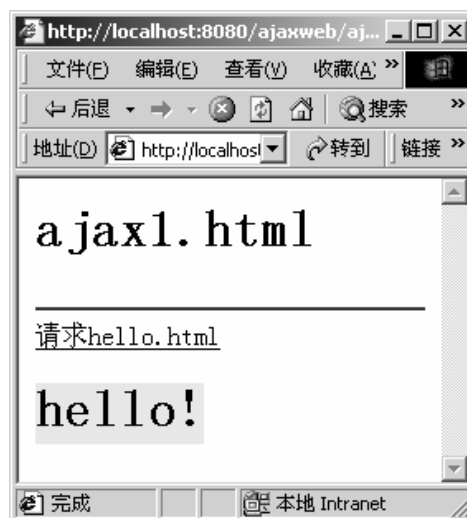 http://localhost:8080/ajaxweb/aj...
文件(F) 编辑(E) 查看(V) 收藏(A) »
后退 搜索 »
地址(D) http://localhos 转到 链接 »
ajax1.html
请求hello.html
hello!
完成 本地 Intranet